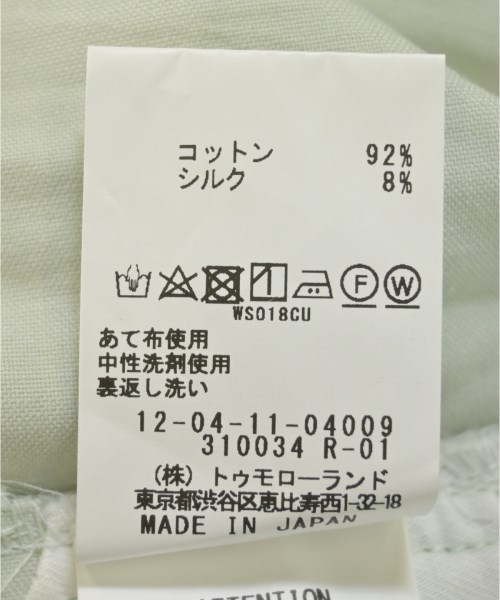 コットン 92%
シルク 8%
F W
WS018CU
あて布使用
中性洗剤使用
裏返し洗い
12-04-11-04009
310034 R-01
(株) トゥモローランド
東京都渋谷区恵比寿西1-32-18
MADE IN JAPAN
ATTENTION